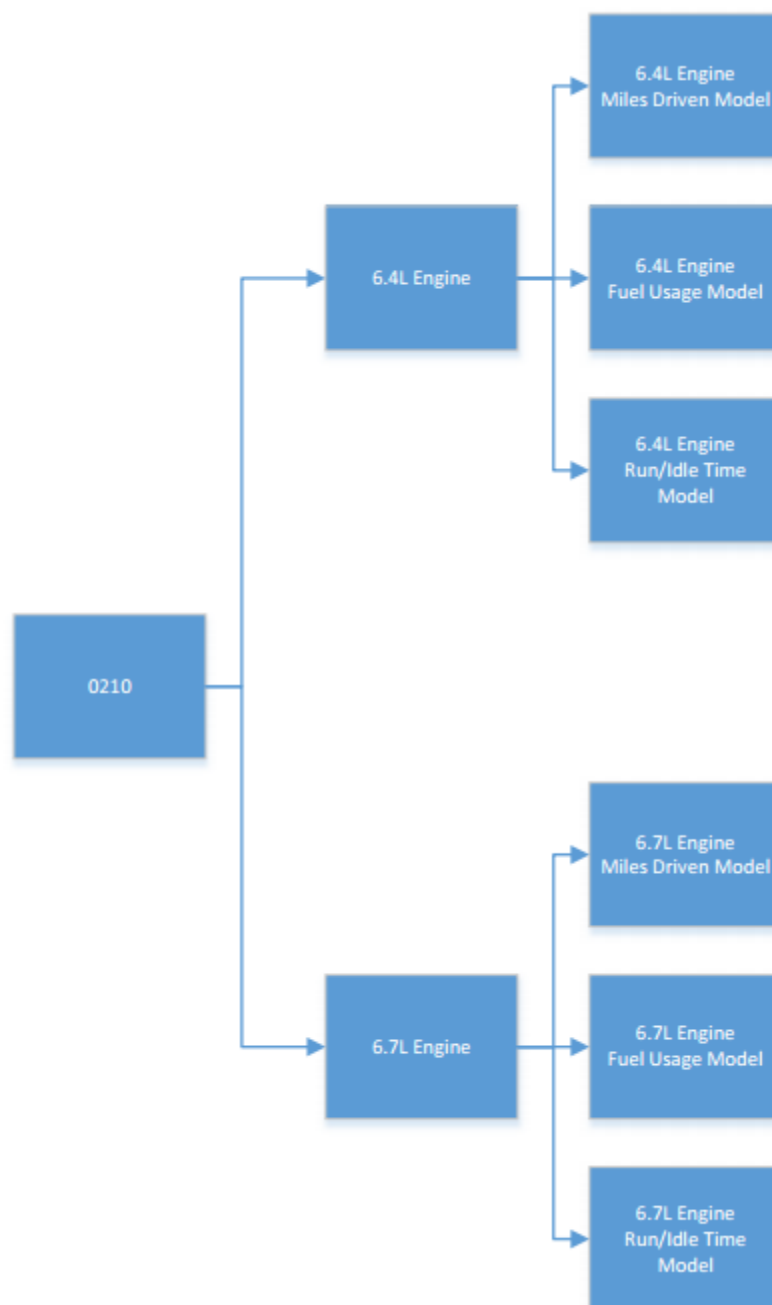 6.4L Engine
Miles Driven Model
6.4L Engine
6.4L Engine
Fuel Usage Model
6.4L Engine
Run/Idle Time
Model
0210
6.7L Engine
Miles Driven Model
6.7L Engine
6.7L Engine
Fuel Usage Model
6.7L Engine
Run/Idle Time
Model